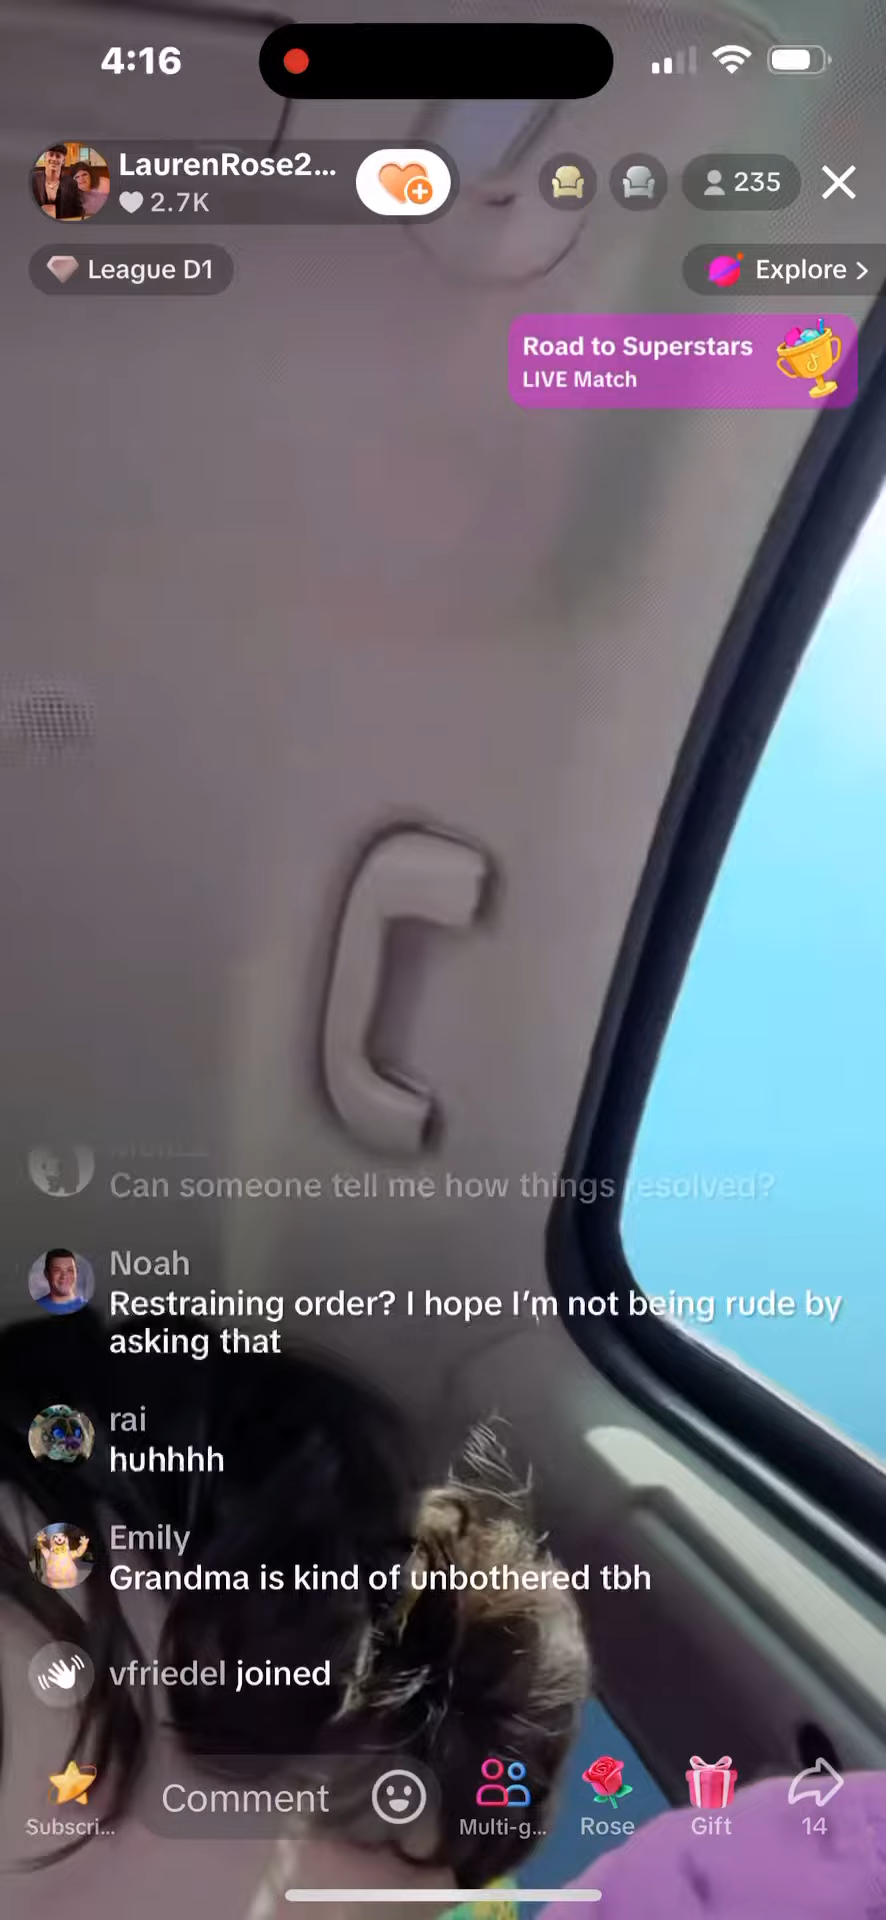 4:16
LaurenRose2...
2.7K
235
League D1
Explore >
Road to Superstars
LIVE Match
Can someone tell me how things resolved?
Noah
Restraining order? I hope I'm not being rude by
asking that
rai
huhhhh
Emily
Grandma is kind of unbothered tbh
vfriedel joined
Comment
Subscri...
Multi-g...
Rose
Gift
14